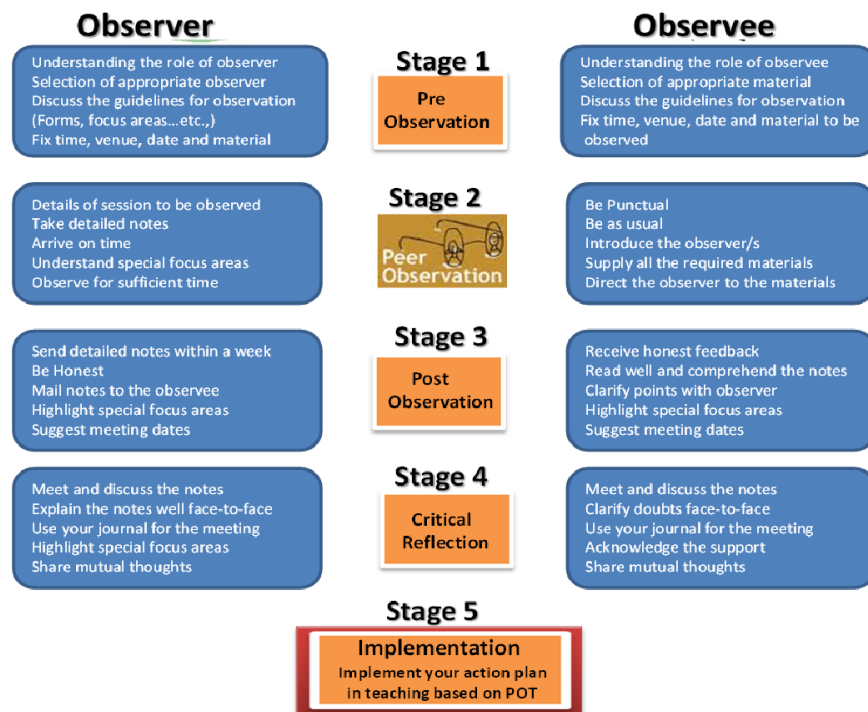 Observer
Observee
Stage 1
Understanding the role of observer
Selection of appropriate observer
Discuss the guidelines for observation
(Forms, focus areas...etc.,)
Fix time, venue, date and material
Pre
Observation
Understanding the role of observee
Selection of appropriate material
Discuss the guidelines for observation
Fix time, venue, date and material to be
observed
Stage 2
Details of session to be observed
Take detailed notes
Arrive on time
Understand special focus areas
Observe for sufficient time
Peer
Observation
Be Punctual
Be as usual
Introduce the observer/s
Supply all the required materials
Direct the observer to the materials
Stage 3
Send detailed notes within a week
Be Honest
Mail notes to the observee
Highlight special focus areas
Suggest meeting dates
Post
Observation
Receive honest feedback
Read well and comprehend the notes
Clarify points with observer
Highlight special focus areas
Suggest meeting dates
Stage 4
Meet and discuss the notes
Explain the notes well face-to-face
Use your journal for the meeting
Highlight special focus areas
Share mutual thoughts
Critical
Reflection
Meet and discuss the notes
Clarify doubts face-to-face
Use your journal for the meeting
Acknowledge the support
Share mutual thoughts
Stage 5
Implementation
Implement your action plan
in teaching based on POT